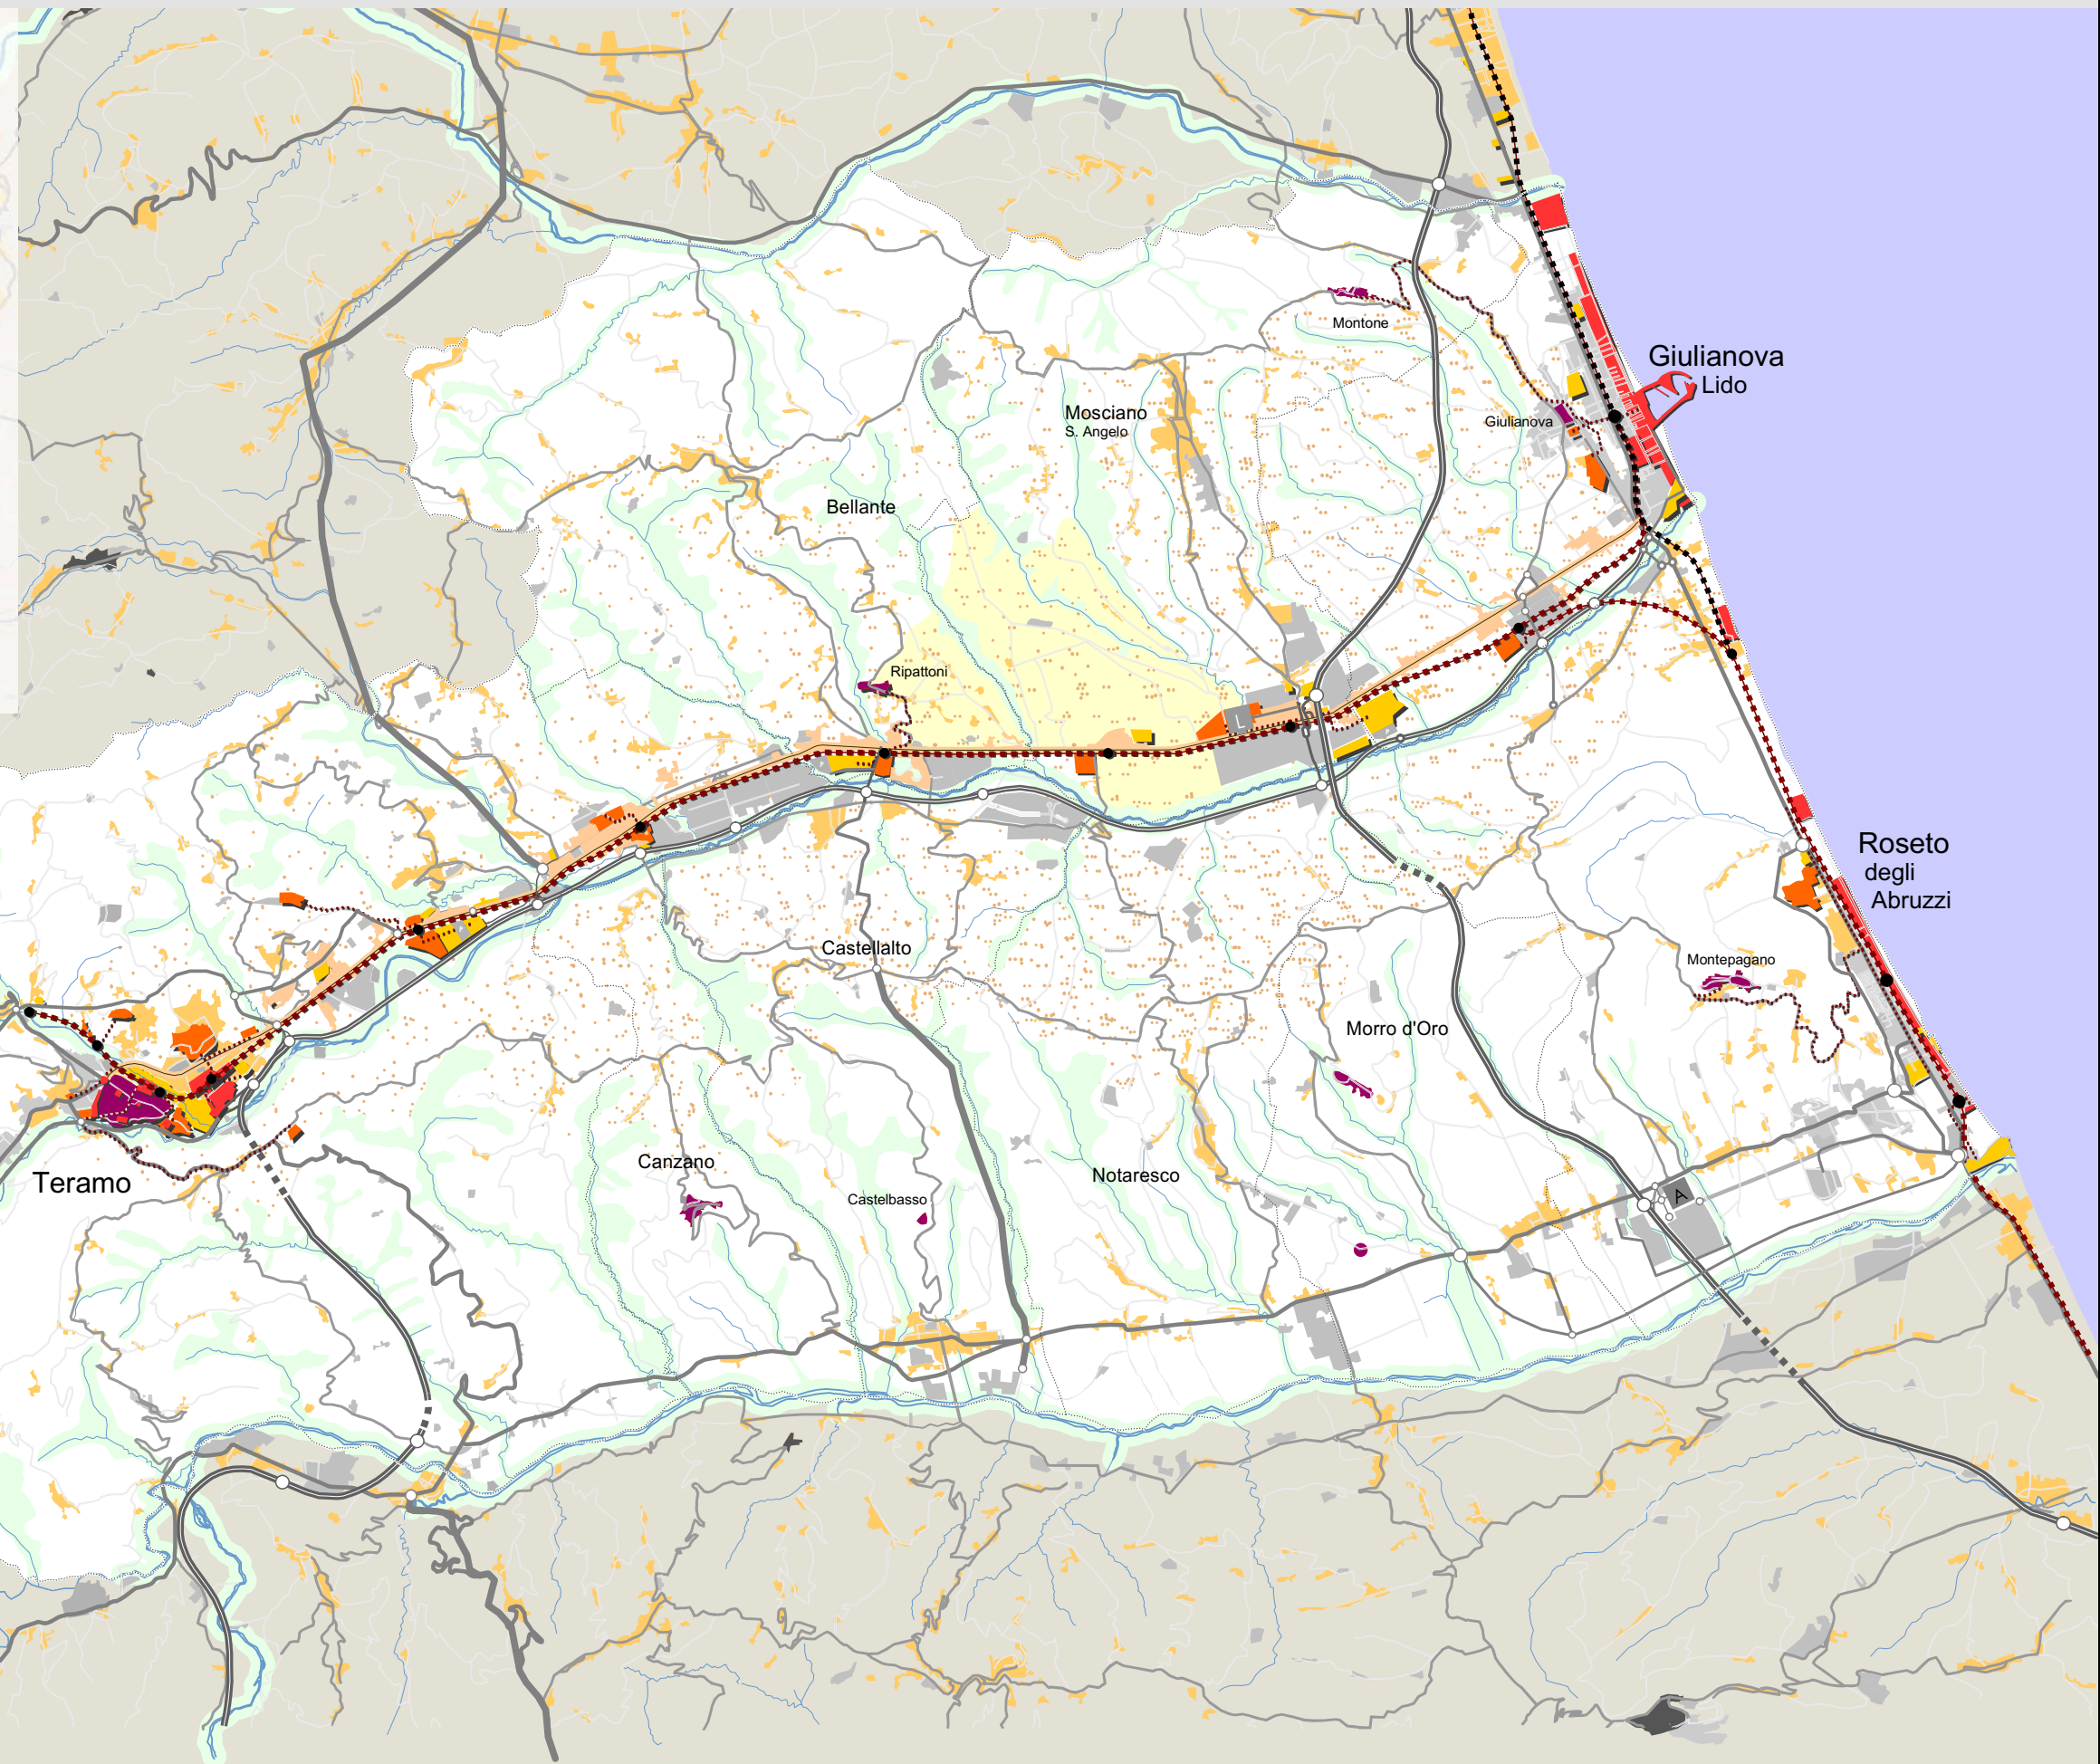 Montone
Giulianova
Lido
Mosciano
S. Angelo
Giulianova
Bellante
Ripattoni
L
Roseto
degli
Abruzzi
Castellalto
Montepagano
Morro d'Oro
Canzano
Notaresco
Teramo
Castelbasso
A